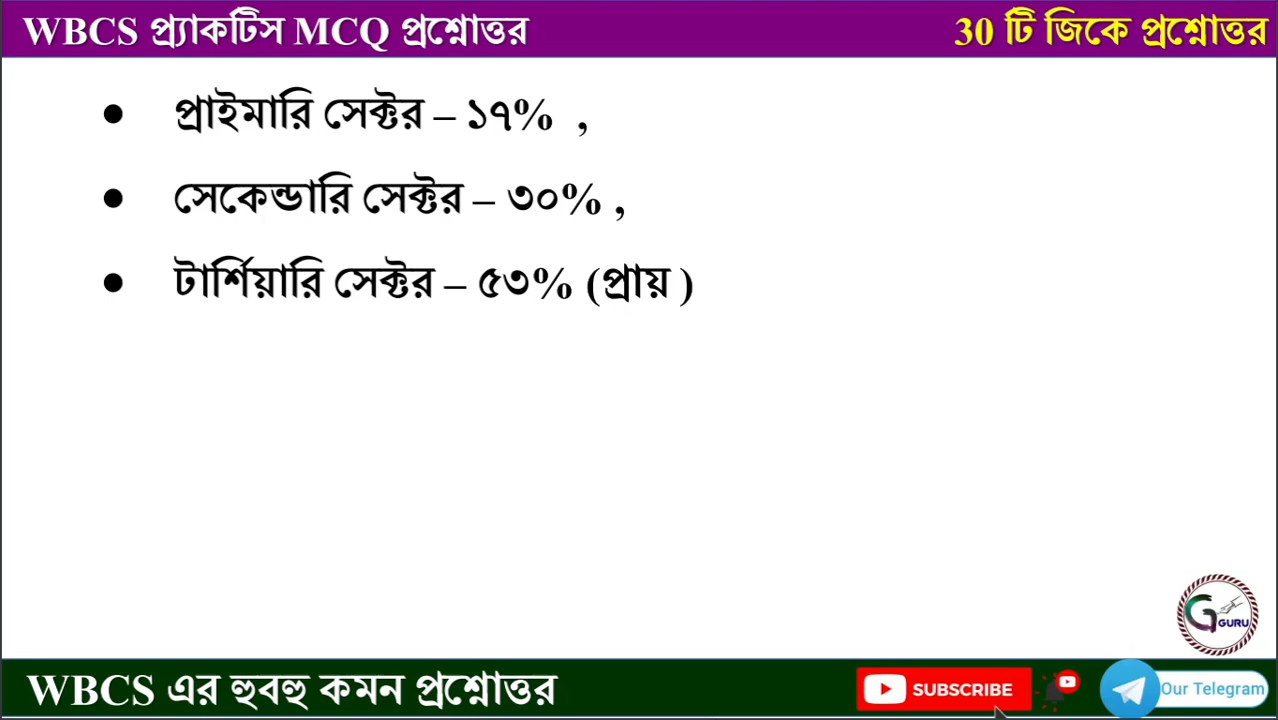 WBCS প্র্যাকটিস MCQ প্রশ্নোত্তর
30 টি জিকে প্রশ্নোত্তর
● প্রাইমারি সেক্টর – ১৭% ,
● সেকেন্ডারি সেক্টর – ৩০% ,
● টার্শিয়ারি সেক্টর – ৫৩% (প্রায় )
G GURU
WBCS এর হুবহু কমন প্রশ্নোত্তর
SUBSCRIBE
Our Telegram